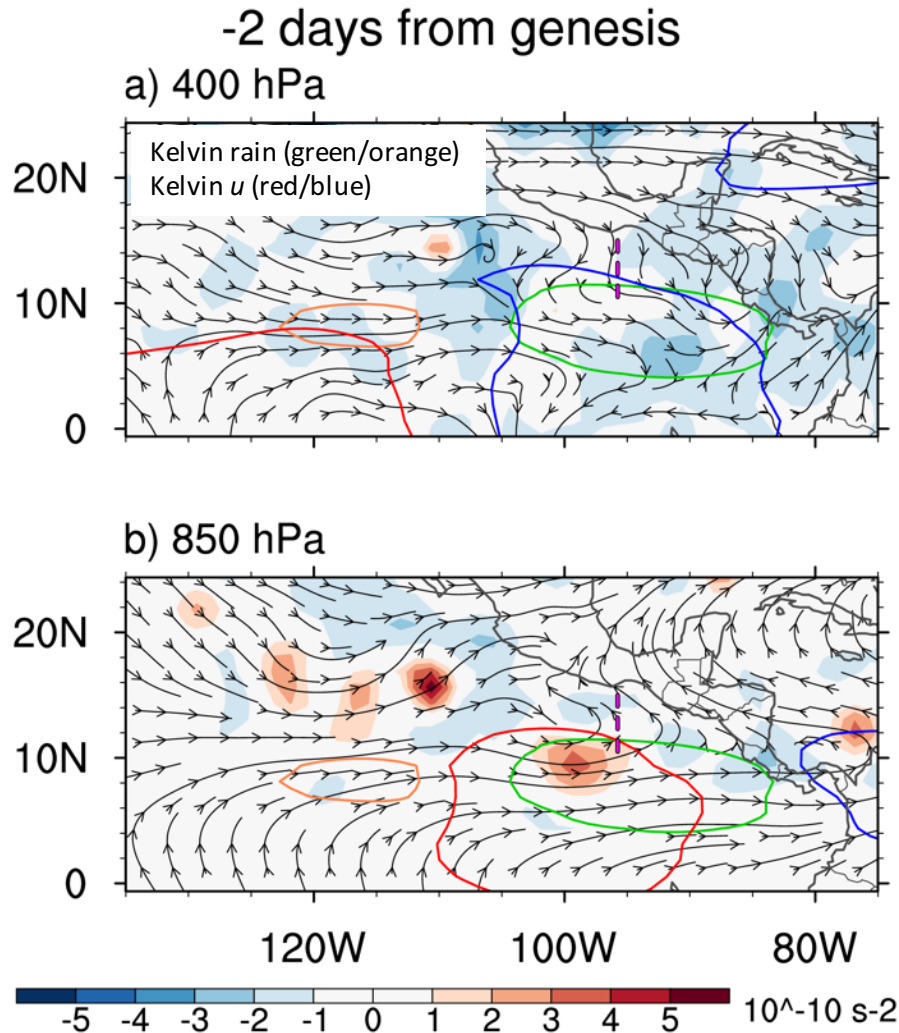 -2 days from genesis
a) 400 hPa
Kelvin rain (green/orange)
Kelvin u (red/blue)
20N
10N
0
b) 850 hPa
20N
10N
0
120W 100W 80W
-5 -4 -3 -2 -1 0 1 2 3 4 5 10^-10 s-2